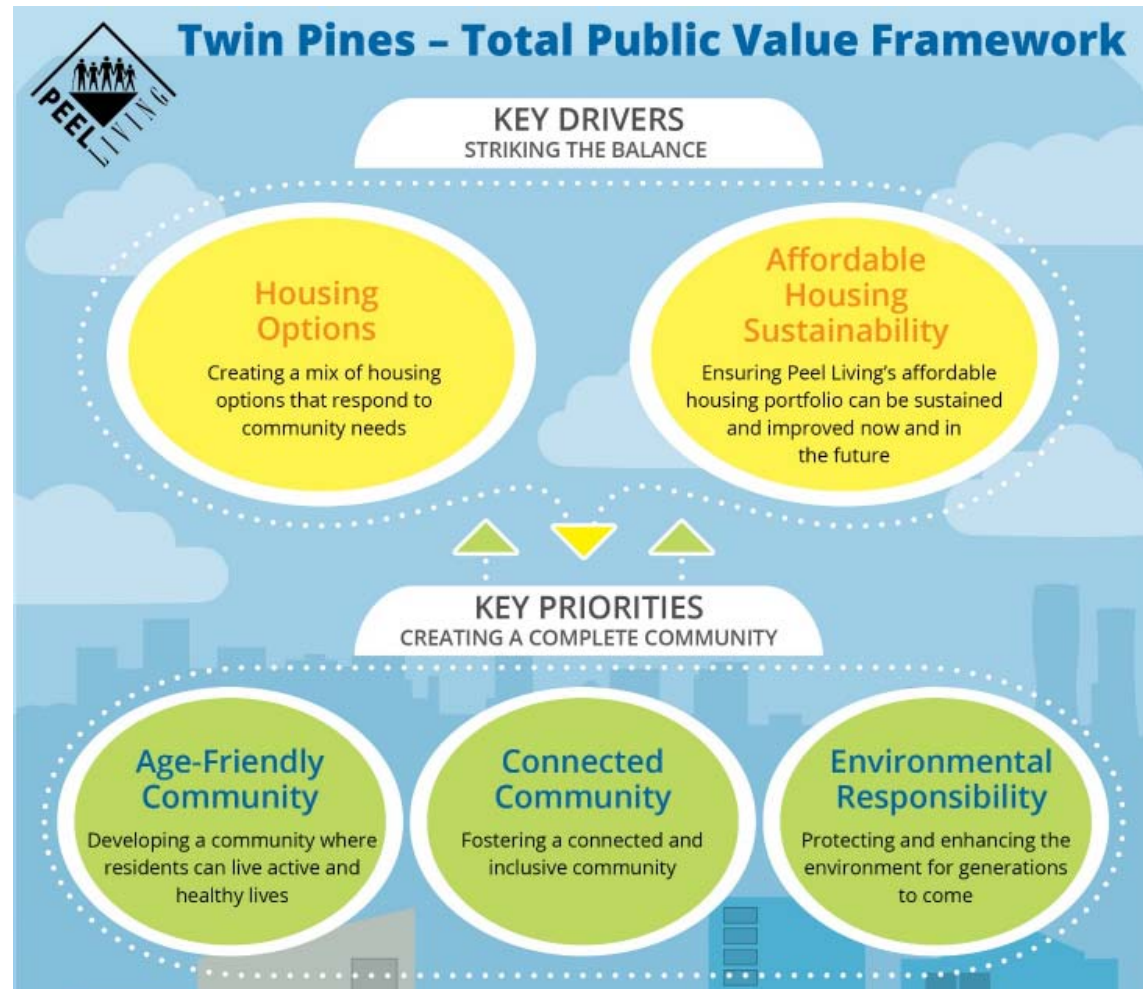 PEEL LIVING
Twin Pines – Total Public Value Framework
KEY DRIVERS
STRIKING THE BALANCE
Housing
Options
Creating a mix of housing
options that respond to
community needs
Affordable
Housing
Sustainability
Ensuring Peel Living’s affordable
housing portfolio can be sustained
and improved now and in
the future
KEY PRIORITIES
CREATING A COMPLETE COMMUNITY
Age-Friendly
Community
Developing a community where
residents can live active and
healthy lives
Connected
Community
Fostering a connected and
inclusive community
Environmental
Responsibility
Protecting and enhancing the
environment for generations
to come